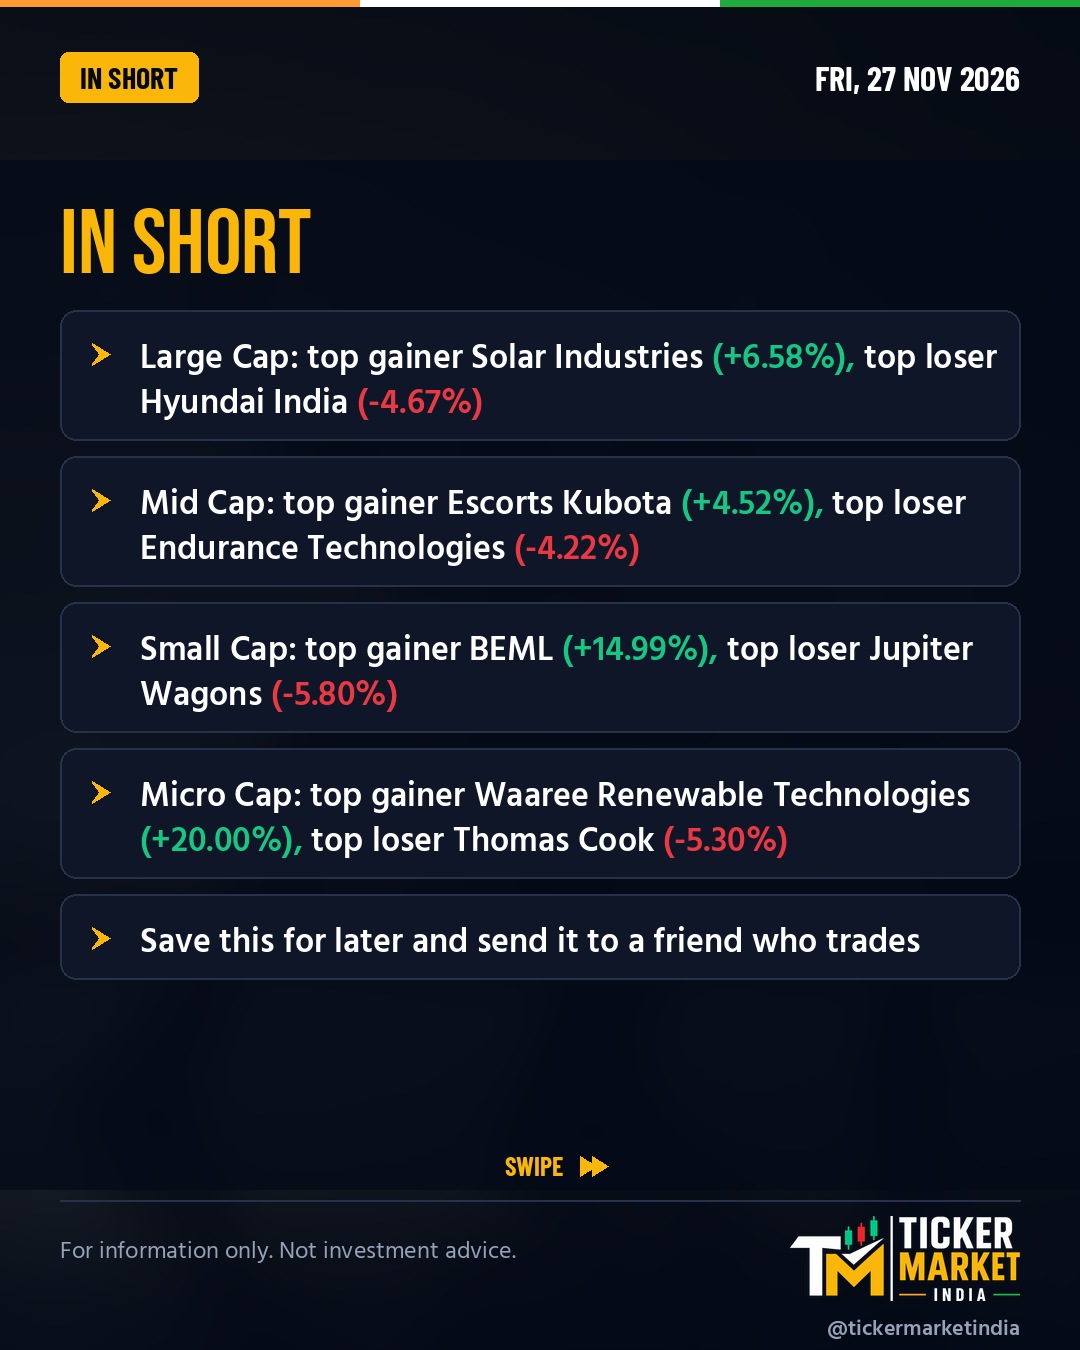 IN SHORT
FRI, 27 NOV 2026
IN SHORT
Large Cap: top gainer Solar Industries (+6.58%), top loser
Hyundai India (-4.67%)
Mid Cap: top gainer Escorts Kubota (+4.52%), top loser
Endurance Technologies (-4.22%)
Small Cap: top gainer BEML (+14.99%), top loser Jupiter
Wagons (-5.80%)
Micro Cap: top gainer Waaree Renewable Technologies
(+20.00%), top loser Thomas Cook (-5.30%)
Save this for later and send it to a friend who trades
SWIPE
For information only. Not investment advice.
TM TICKER
MARKET
INDIA
@tickermarketindia